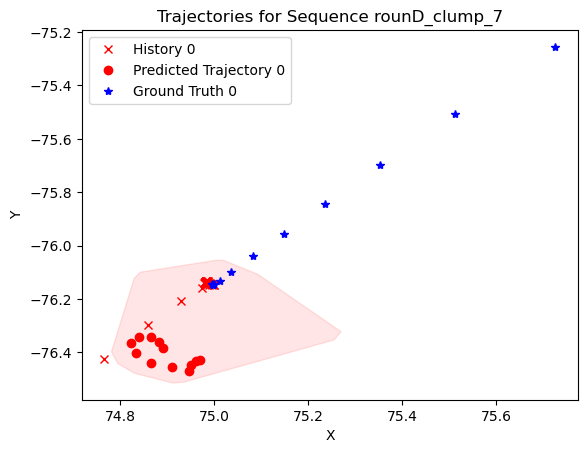 Trajectories for Sequence rounD_clump_7
History 0
Predicted Trajectory 0
Ground Truth 0
Y
−75.2
−75.4
−75.6
−75.8
−76.0
−76.2
−76.4
74.8 75.0 75.2 75.4 75.6
X